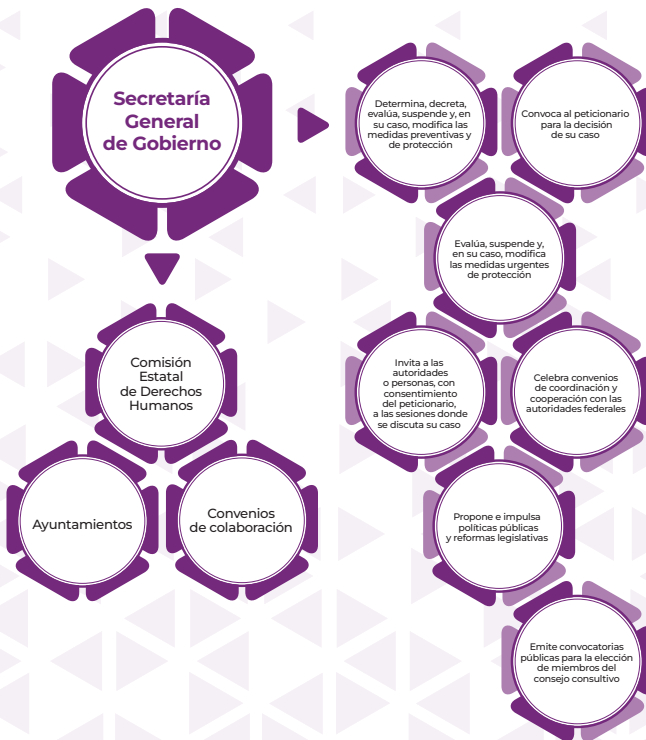 Secretaría
General
de Gobierno
Determina, decreta,
evalúa, suspende y, en
su caso, modifica las
medidas preventivas y
de protección
Convoca al peticionario
para la decisión
de su caso
Evalúa, suspende y,
en su caso, modifica
las medidas urgentes
de protección
Invita a las
autoridades
o personas, con
consentimiento
del peticionario,
a las sesiones donde
se discuta su caso
Celebra convenios
de coordinación y
cooperación con las
autoridades federales
Propone e impulsa
políticas públicas
y reformas legislativas
Emite convocatorias
públicas para la elección
de miembros del
consejo consultivo
Comisión
Estatal
de Derechos
Humanos
Ayuntamientos
Convenios
de colaboración